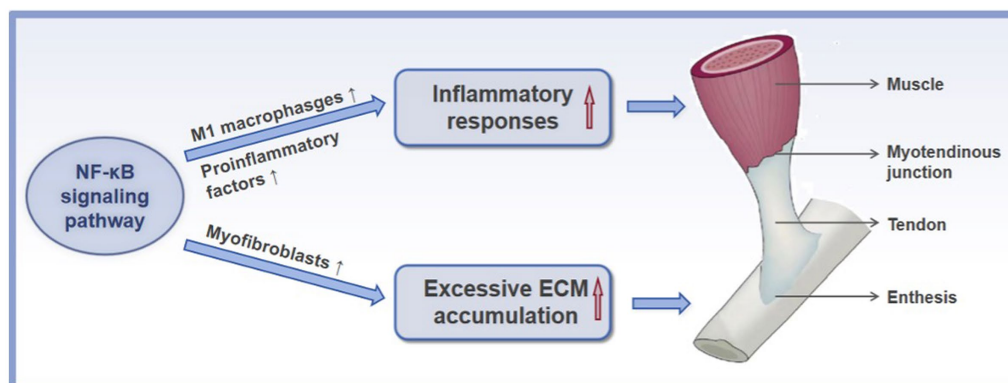 NF-κB
signaling
pathway
M1 macrophasges ↑
Proinflammatory
factors ↑
Myofibroblasts ↑
Inflammatory
responses
Excessive ECM
accumulation
Muscle
Myotendinous
junction
Tendon
Enthesis